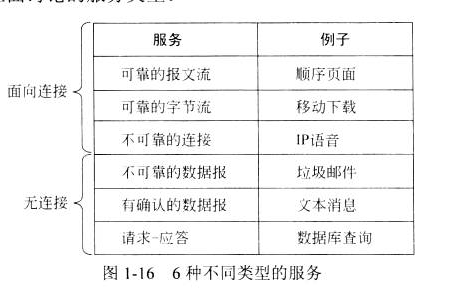 服务 例子
面向连接
可靠的报文流 顺序页面
可靠的字节流 移动下载
不可靠的连接 IP语音
无连接
不可靠的数据报 垃圾邮件
有确认的数据报 文本消息
请求-应答 数据库查询
图 1-16 6 种不同类型的服务